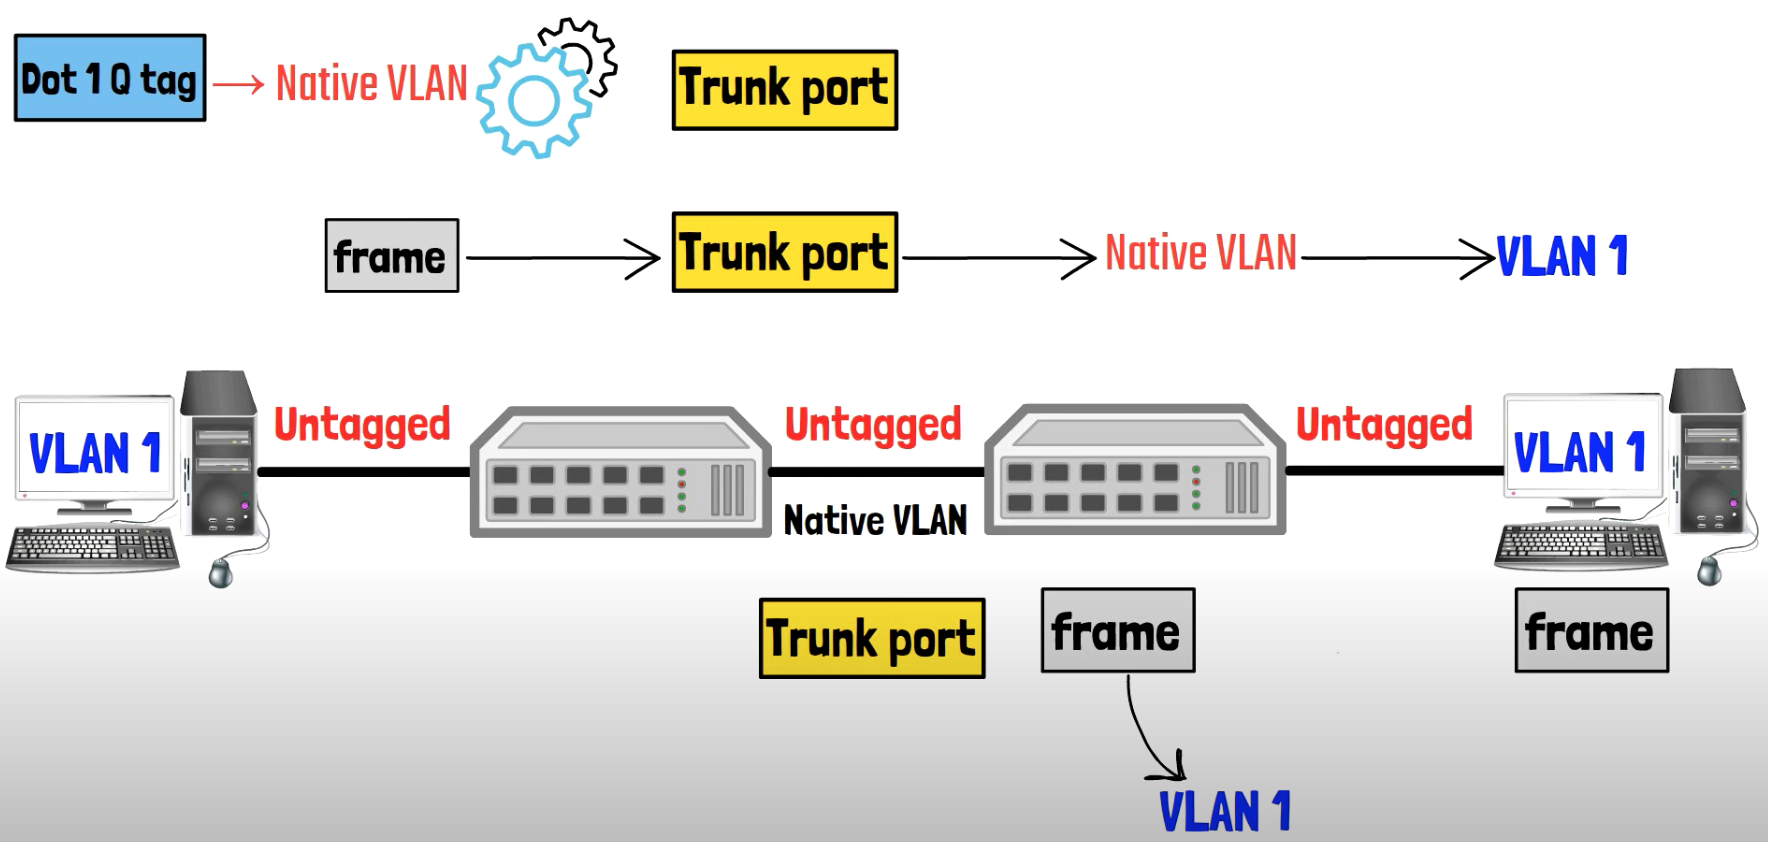 Dot 1 Q tag
Native VLAN
Trunk port
frame
Trunk port
Native VLAN
VLAN 1
VLAN 1
Untagged
Untagged
Native VLAN
Untagged
VLAN 1
Trunk port
frame
frame
VLAN 1